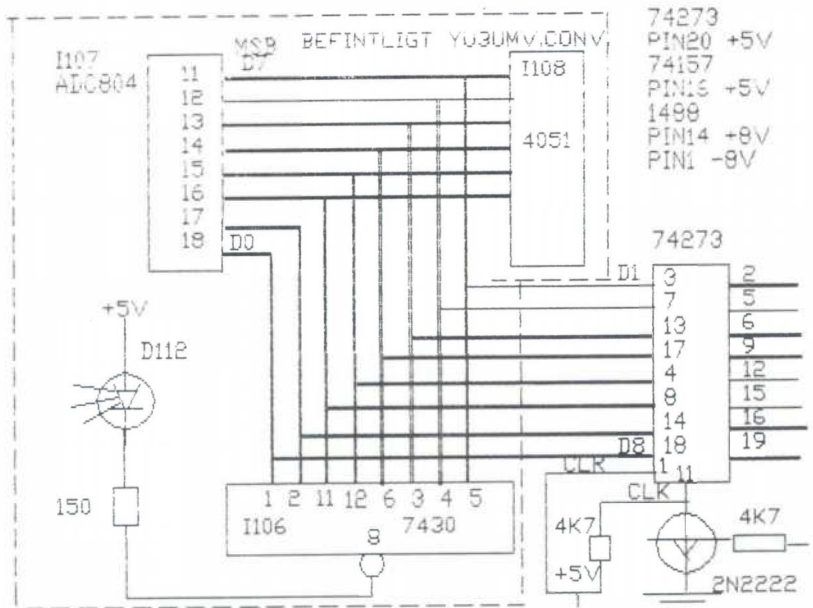 74273
PIN20 +5V
74157
PIN16 +5V
1488
PIN14 +8V
PIN1 -8V
MSB
D7
BEFINTLIGT YU3UMV.CONV
I107
ADC804
11
12
13
14
15
16
17
18
D0
I108
4051
74273
D1
3
7
13
17
4
8
14
18
D8
1
11
2
5
6
9
12
15
16
19
CLR
CLK
+5V
D112
150
1 2 11 12 6 3 4 5
I106
7430
8
4K7
+5V
4K7
2N2222